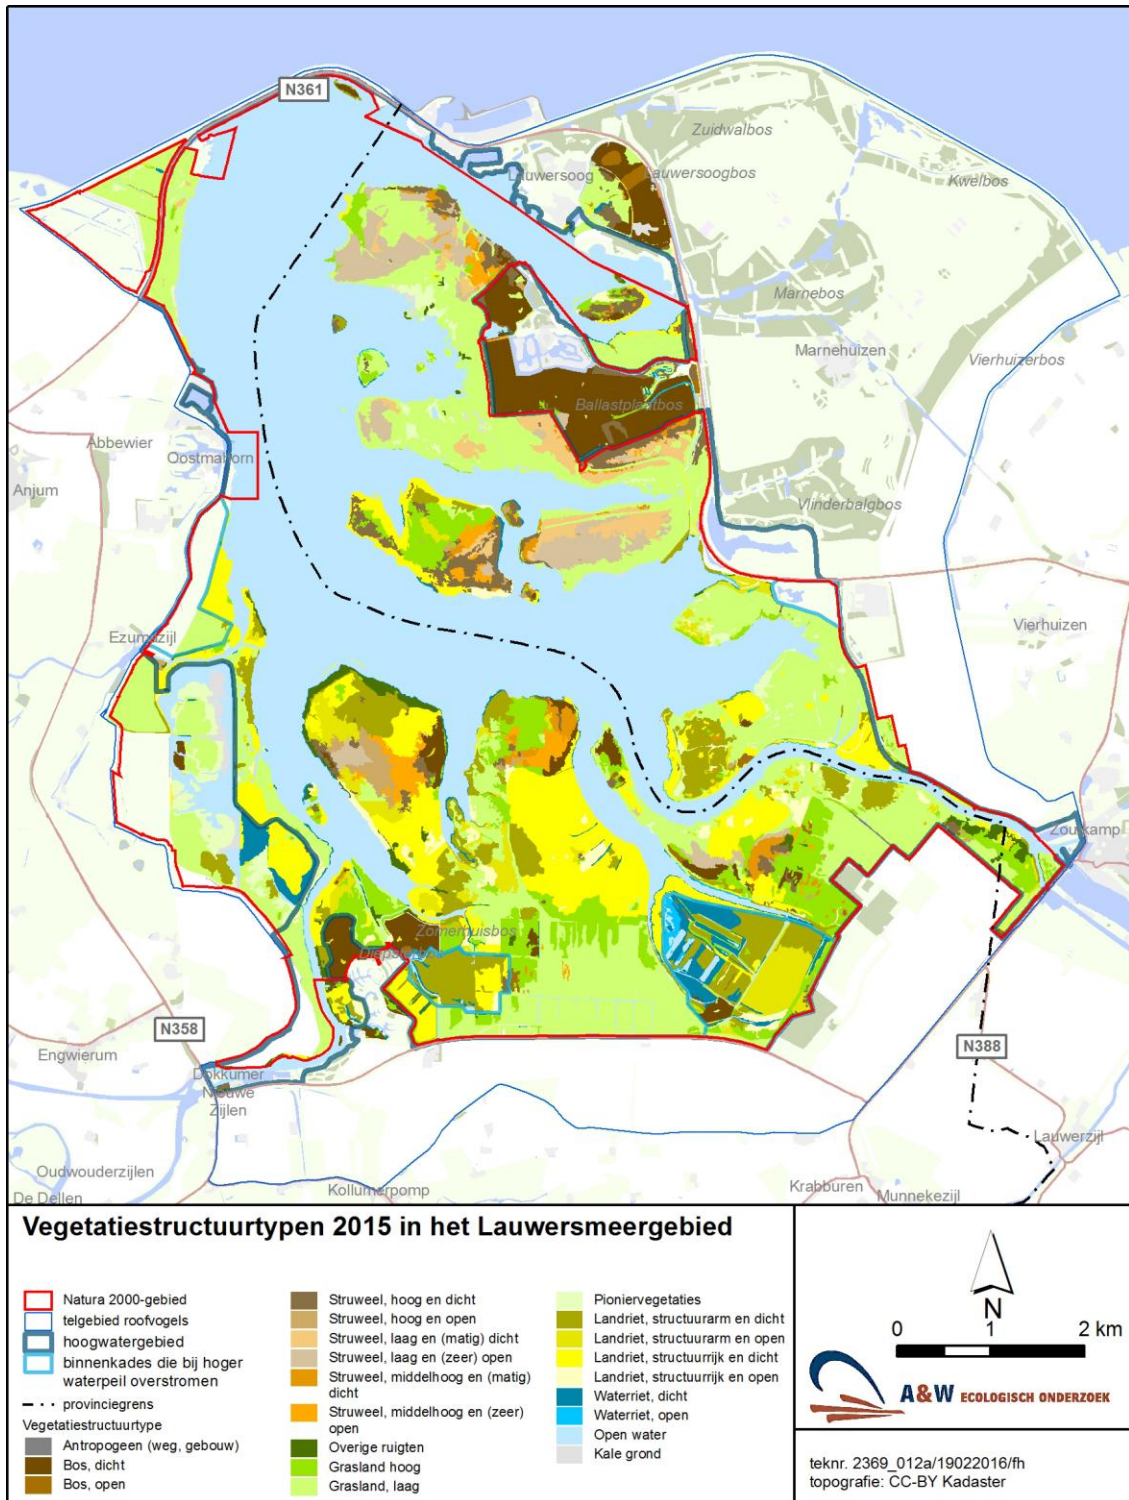 N361
Zuidwalbos
Lauwersoog
Lauwersoogbos
Kwelbos
Marnebos
Marnehuizen
Vierhuizerbos
Ballastplaatbos
Abbewier
Oostmahorn
Anjum
Vlinderbalgbos
Ezumazijl
Vierhuizen
Zoutkamp
Zomerhuisbos
Diepsterbos
N358
N388
Engwierum
Dokkumer
Nieuwe
Zijlen
Lauwerzijl
Oudwouderzijlen
De Dellen
Kollumerpomp
Krabburen
Munnekezijl
Vegetatiestructuurtypen 2015 in het Lauwersmeergebied
Natura 2000-gebied
telgebied roofvogels
hoogwatergebied
binnenkades die bij hoger
waterpeil overstromen
provinciegrens
Vegetatiestructuurtype
Antropogeen (weg, gebouw)
Bos, dicht
Bos, open
Struweel, hoog en dicht
Struweel, hoog en open
Struweel, laag en (matig) dicht
Struweel, laag en (zeer) open
Struweel, middelhoog en (matig)
dicht
Struweel, middelhoog en (zeer)
open
Overige ruigten
Grasland hoog
Grasland, laag
Pioniervegetaties
Landriet, structuurarm en dicht
Landriet, structuurarm en open
Landriet, structuurrijk en dicht
Landriet, structuurrijk en open
Waterriet, dicht
Waterriet, open
Open water
Kale grond
N
0 1 2 km
A&W ECOLOGISCH ONDERZOEK
teknr. 2369_012a/19022016/fh
topografie: CC-BY Kadaster